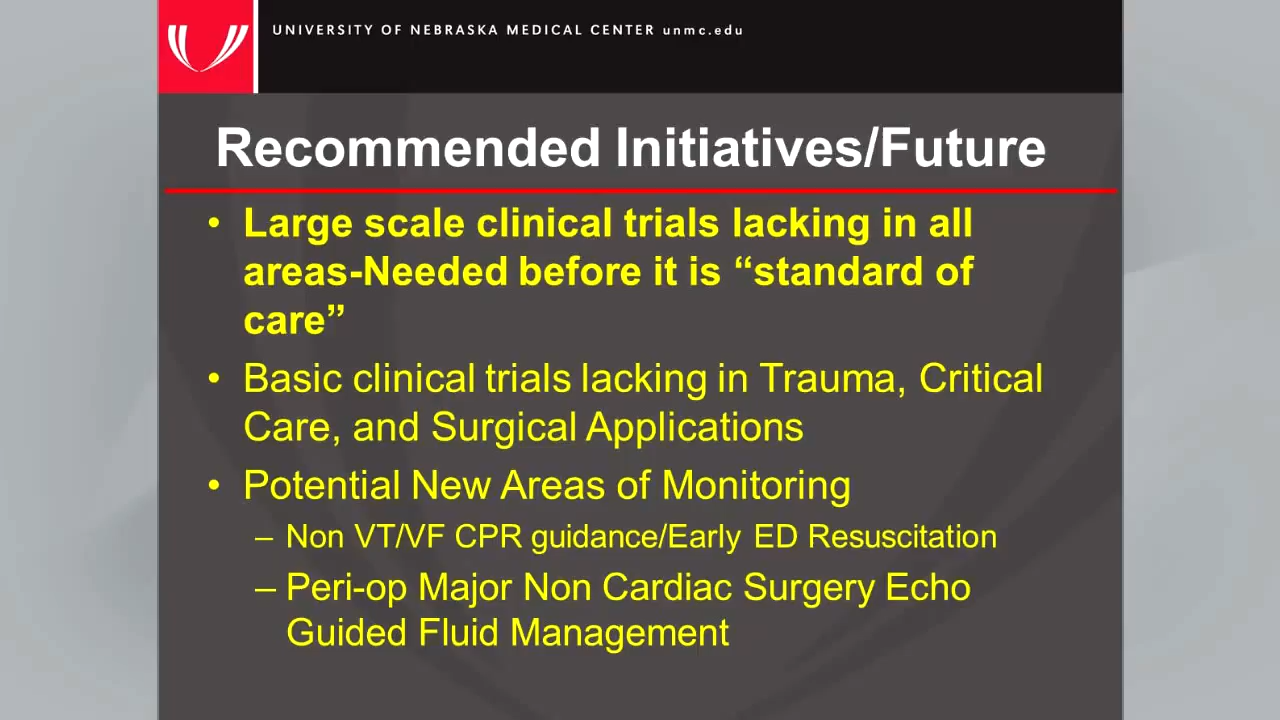 UNIVERSITY OF NEBRASKA MEDICAL CENTER unmc.edu
Recommended Initiatives/Future
• Large scale clinical trials lacking in all
areas-Needed before it is “standard of
care”
• Basic clinical trials lacking in Trauma, Critical
Care, and Surgical Applications
• Potential New Areas of Monitoring
– Non VT/VF CPR guidance/Early ED Resuscitation
– Peri-op Major Non Cardiac Surgery Echo
Guided Fluid Management